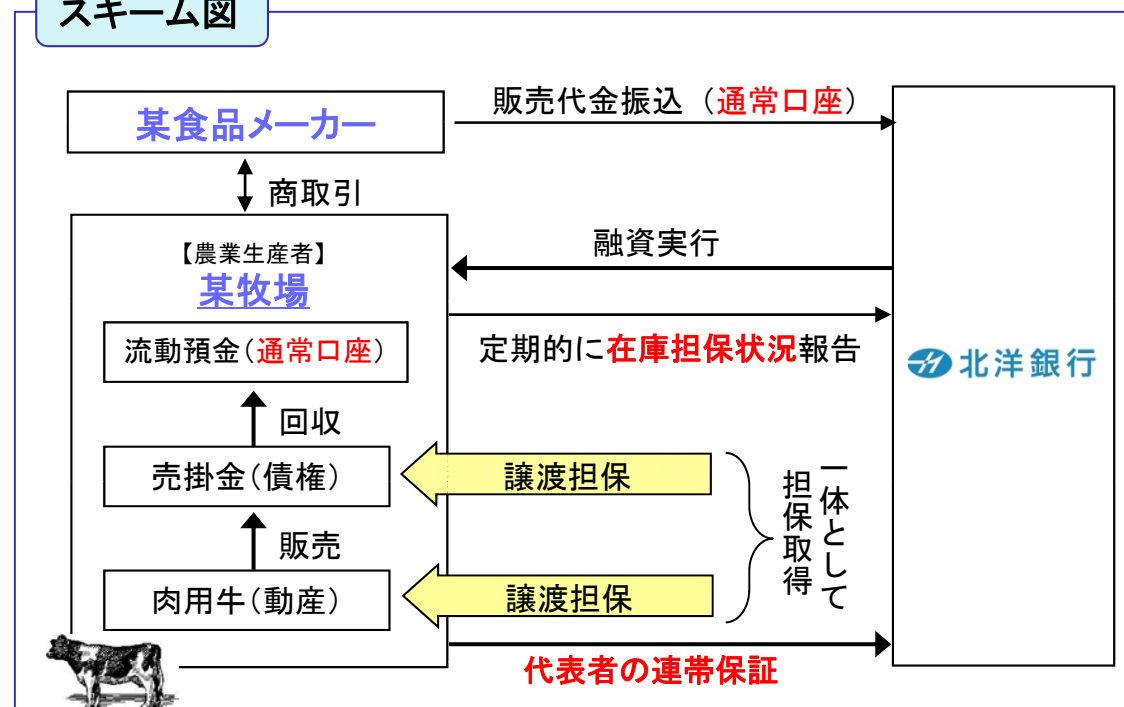 スキーム図
某食品メーカー
販売代金振込（通常口座）
商取引
【農業生産者】
某牧場
融資実行
流動預金（通常口座）
定期的に在庫担保状況報告
北洋銀行
回収
売掛金（債権）
譲渡担保
一体として
担保取得
販売
肉用牛（動産）
譲渡担保
代表者の連帯保証